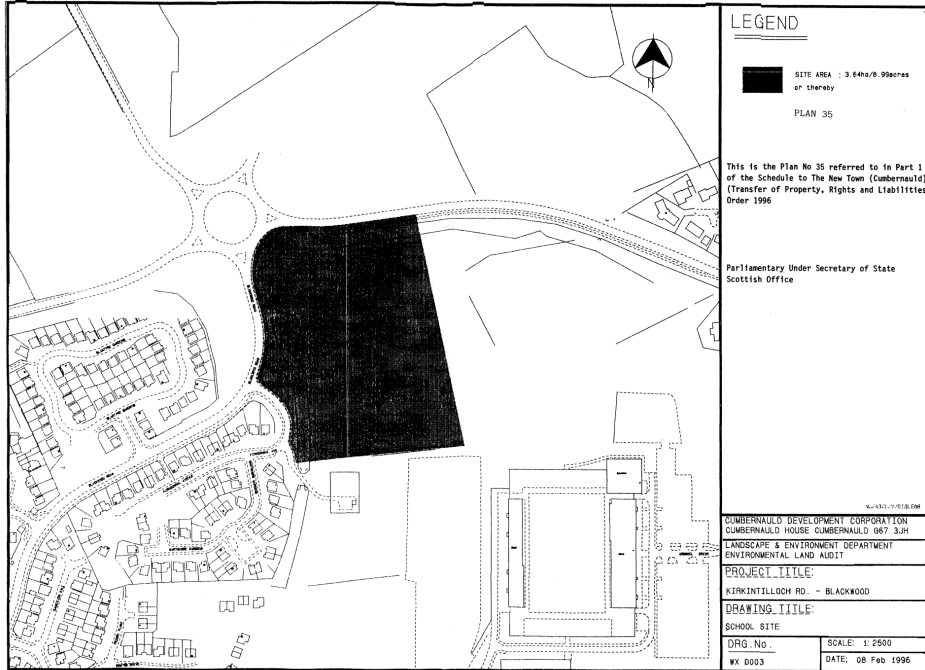 N
LEGEND
SITE AREA : 3.64ha/8.99acres
or thereby
PLAN 35
This is the Plan No 35 referred to in Part 1
of the Schedule to The New Town (Cumbernauld)
(Transfer of Property, Rights and Liabilities
Order 1996
Parliamentary Under Secretary of State
Scottish Office
CUMBERNAULD DEVELOPMENT CORPORATION
CUMBERNAULD HOUSE CUMBERNAULD G67 3JH
LANDSCAPE & ENVIRONMENT DEPARTMENT
ENVIRONMENTAL LAND AUDIT
PROJECT TITLE:
KIRKINTILLOCH RD. - BLACKWOOD
DRAWING TITLE:
SCHOOL SITE
DRG. No.
WX D003
SCALE: 1:2500
DATE: 08 Feb 1996